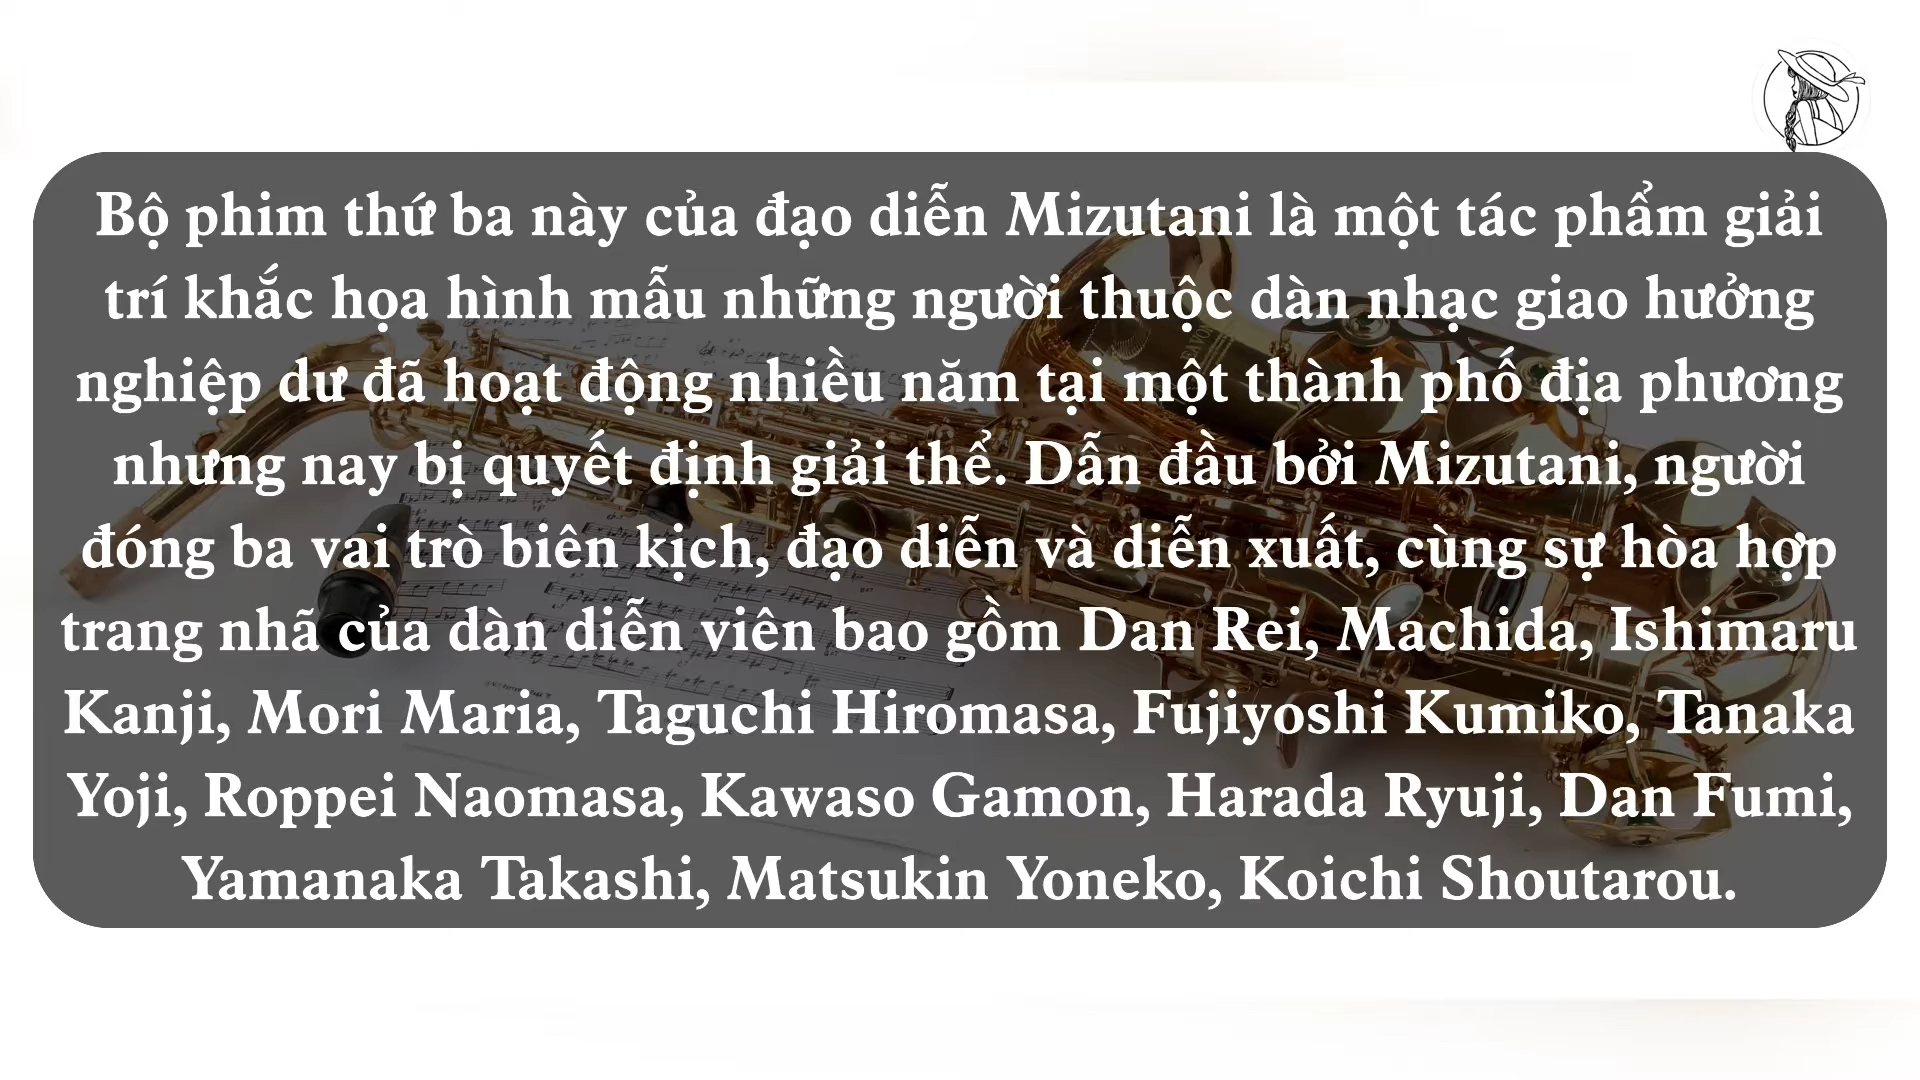 Bộ phim thứ ba này của đạo diễn Mizutani là một tác phẩm giải
trí khắc họa hình mẫu những người thuộc dàn nhạc giao hưởng
nghiệp dư đã hoạt động nhiều năm tại một thành phố địa phương
nhưng nay bị quyết định giải thể. Dẫn đầu bởi Mizutani, người
đóng ba vai trò biên kịch, đạo diễn và diễn xuất, cùng sự hòa hợp
trang nhã của dàn diễn viên bao gồm Dan Rei, Machida, Ishimaru
Kanji, Mori Maria, Taguchi Hiromasa, Fujiyoshi Kumiko, Tanaka
Yoji, Roppei Naomasa, Kawaso Gamon, Harada Ryuji, Dan Fumi,
Yamanaka Takashi, Matsukin Yoneko, Koichi Shoutarou.